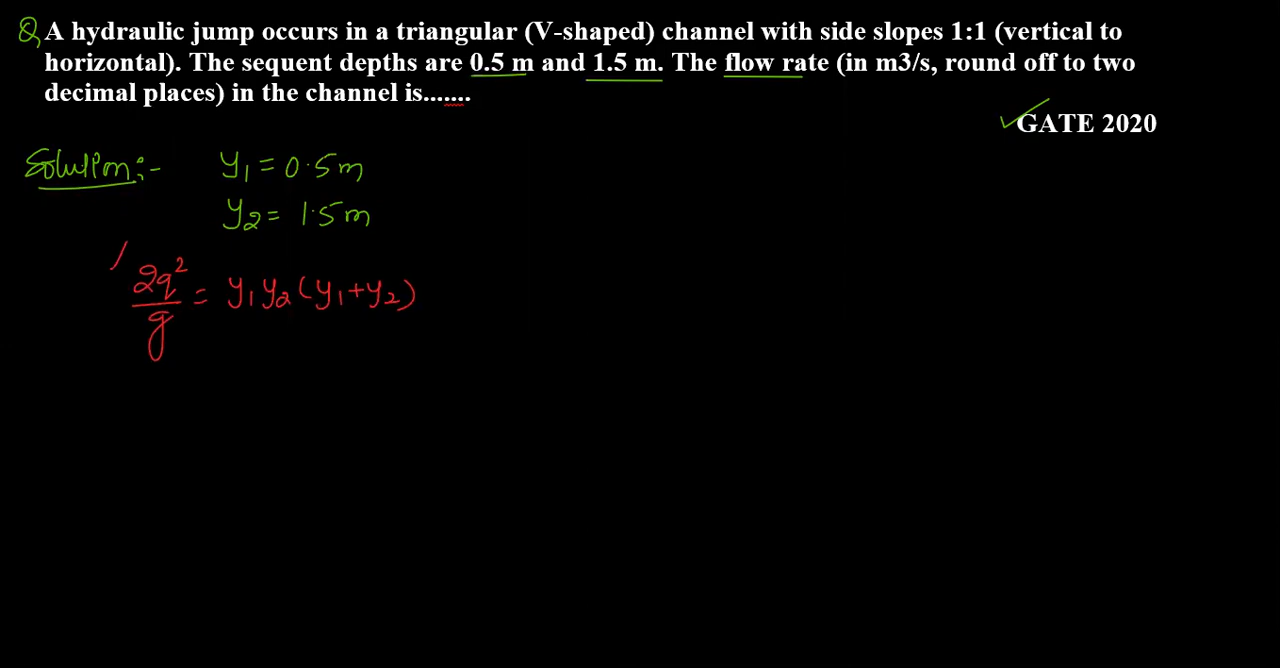 Q A hydraulic jump occurs in a triangular (V-shaped) channel with side slopes 1:1 (vertical to
horizontal). The sequent depths are 0.5 m and 1.5 m. The flow rate (in m3/s, round off to two
decimal places) in the channel is.......
GATE 2020
Solution:- y₁ = 0.5m
y₂ = 1.5m
2q²/g = y₁y₂(y₁+y₂)